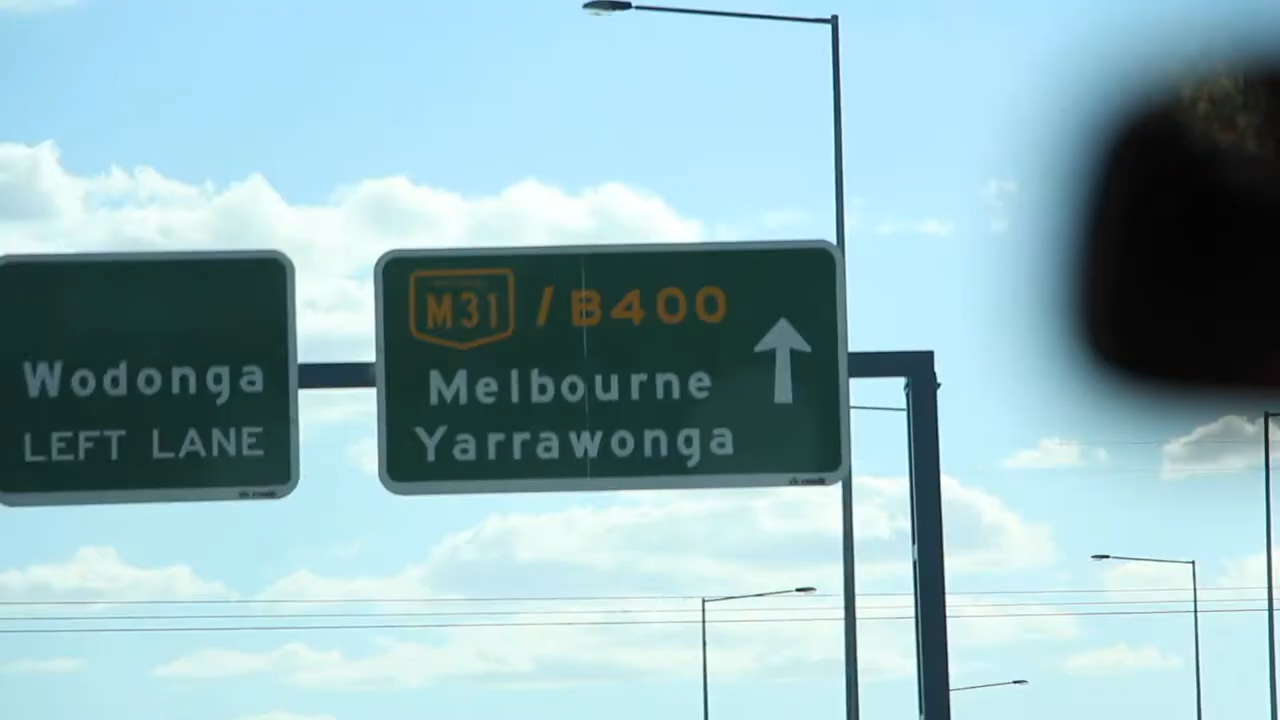 Wodonga
LEFT LANE
M31 / B400
Melbourne
Yarrawonga